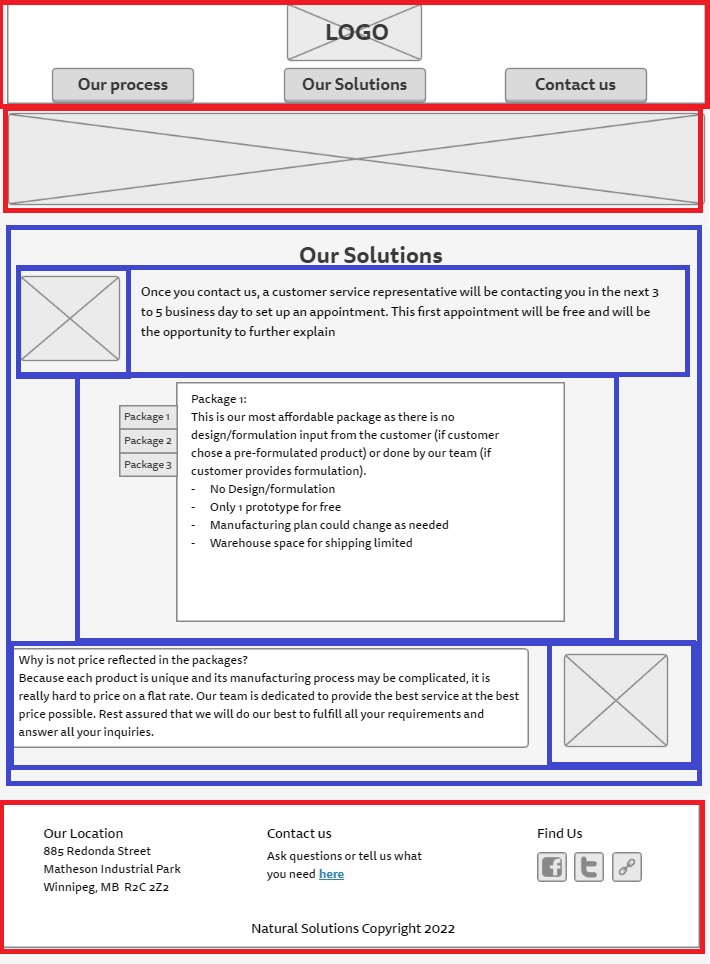 LOGO
Our process
Our Solutions
Contact us
Our Solutions
Once you contact us, a customer service representative will be contacting you in the next 3
to 5 business day to set up an appointment. This first appointment will be free and will be
the opportunity to further explain
Package 1
Package 2
Package 3
Package 1:
This is our most affordable package as there is no
design/formulation input from the customer (if customer
chose a pre-formulated product) or done by our team (if
customer provides formulation).
- No Design/formulation
- Only 1 prototype for free
- Manufacturing plan could change as needed
- Warehouse space for shipping limited
Why is not price reflected in the packages?
Because each product is unique and its manufacturing process may be complicated, it is
really hard to price on a flat rate. Our team is dedicated to provide the best service at the best
price possible. Rest assured that we will do our best to fulfill all your requirements and
answer all your inquiries.
Our Location
885 Redonda Street
Matheson Industrial Park
Winnipeg, MB R2C 2Z2
Contact us
Ask questions or tell us what
you need here
Find Us
Natural Solutions Copyright 2022